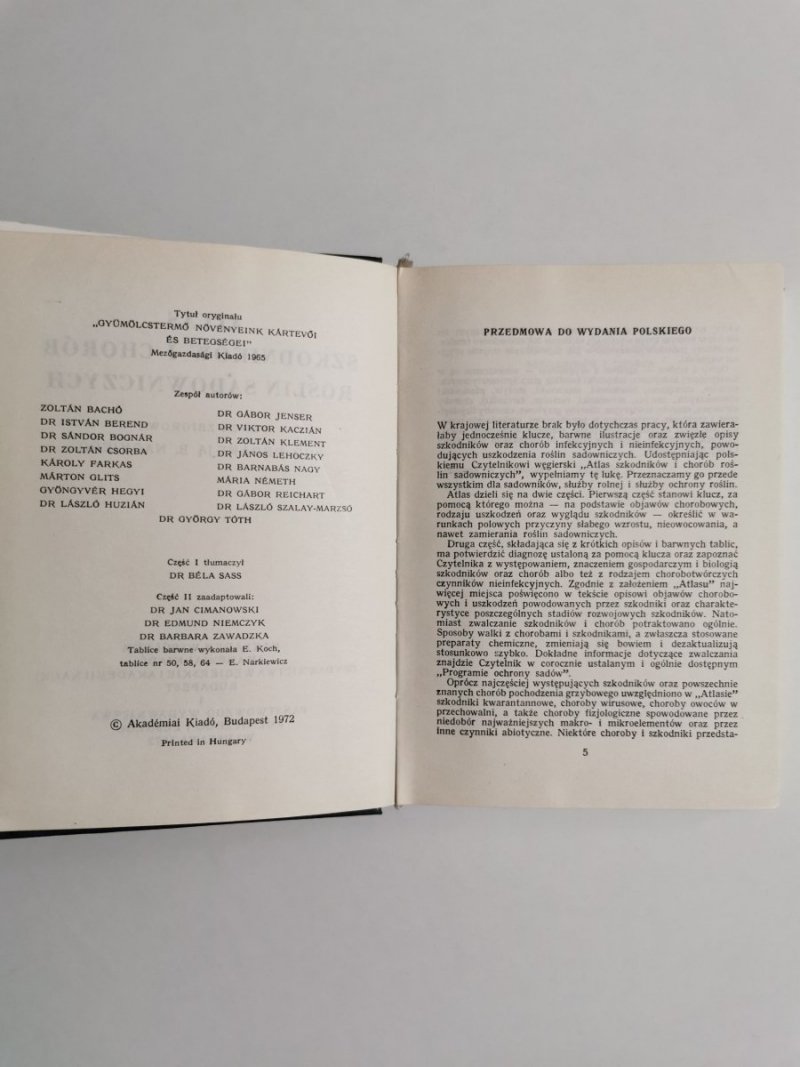 Tytuł oryginału
„GYÜMÖLCSTERMŐ NÖVÉNYEINK KÁRTEVŐI
ÉS BETEGSÉGEI"
Mezőgazdasági Kiadó 1965
Zespół autorów:
ZOLTÁN BACHÓ
DR ISTVÁN BEREND
DR SÁNDOR BOGNÁR
DR ZOLTÁN CSORBA
KÁROLY FARKAS
MÁRTON GLITS
GYÖNGYVÉR HEGYI
DR LÁSZLÓ HUZIÁN
DR GÁBOR JENSER
DR VIKTOR KACZIÁN
DR ZOLTÁN KLEMENT
DR JÁNOS LEHOCZKY
DR BARNABÁS NAGY
MÁRIA NÉMETH
DR GÁBOR REICHART
DR LÁSZLÓ SZALAY-MARZSÓ
DR GYÖRGY TÓTH
Część I tłumaczył
DR BÉLA SASS
Część II zaadaptowali:
DR JAN CIMANOWSKI
DR EDMUND NIEMCZYK
DR BARBARA ZAWADZKA
Tablice barwne wykonała E. Koch,
tablice nr 50, 58, 64 — E. Narkiewicz
© Akadémiai Kiadó, Budapest 1972
Printed in Hungary
PRZEDMOWA DO WYDANIA POLSKIEGO
W krajowej literaturze brak było dotychczas pracy, która zawiera-
łaby jednocześnie klucze, barwne ilustracje oraz zwięzłe opisy
szkodników oraz chorób infekcyjnych i nieinfekcyjnych, powo-
dujących uszkodzenia roślin sadowniczych. Udostępniając pols-
kiemu Czytelnikowi węgierski „Atlas szkodników i chorób roś-
lin sadowniczych", wypełniamy tę lukę. Przeznaczamy go przede
wszystkim dla sadowników, służby rolnej i służby ochrony roślin.
Atlas dzieli się na dwie części. Pierwszą część stanowi klucz, za
pomocą którego można — na podstawie objawów chorobowych,
rodzaju uszkodzeń oraz wyglądu szkodników — określić w wa-
runkach polowych przyczyny słabego wzrostu, nieowocowania, a
nawet zamierania roślin sadowniczych.
Druga część, składająca się z krótkich opisów i barwnych tablic,
ma potwierdzić diagnozę ustaloną za pomocą klucza oraz zapoznać
Czytelnika z występowaniem, znaczeniem gospodarczym i biologią
szkodników oraz chorób albo też z rodzajem chorobotwórczych
czynników nieinfekcyjnych. Zgodnie z założeniem „Atlasu" naj-
więcej miejsca poświęcono w tekście opisowi objawów chorobo-
wych i uszkodzeń powodowanych przez szkodniki oraz charakte-
rystyce poszczególnych stadiów rozwojowych szkodników. Nato-
miast zwalczanie szkodników i chorób potraktowano ogólnie.
Sposoby walki z chorobami i szkodnikami, a zwłaszcza stosowane
preparaty chemiczne, zmieniają się bowiem i dezaktualizują
stosunkowo szybko. Dokładne informacje dotyczące zwalczania
znajdzie Czytelnik w corocznie ustalanym i ogólnie dostępnym
„Programie ochrony sadów".
Oprócz najczęściej występujących szkodników oraz powszechnie
znanych chorób pochodzenia grzybowego uwzględniono w „Atlasie"
szkodniki kwarantannowe, choroby wirusowe, choroby owoców w
przechowalni, a także choroby fizjologiczne spowodowane przez
niedobór najważniejszych makro- i mikroelementów oraz przez
inne czynniki abiotyczne. Niektóre choroby i szkodniki przedsta-
5